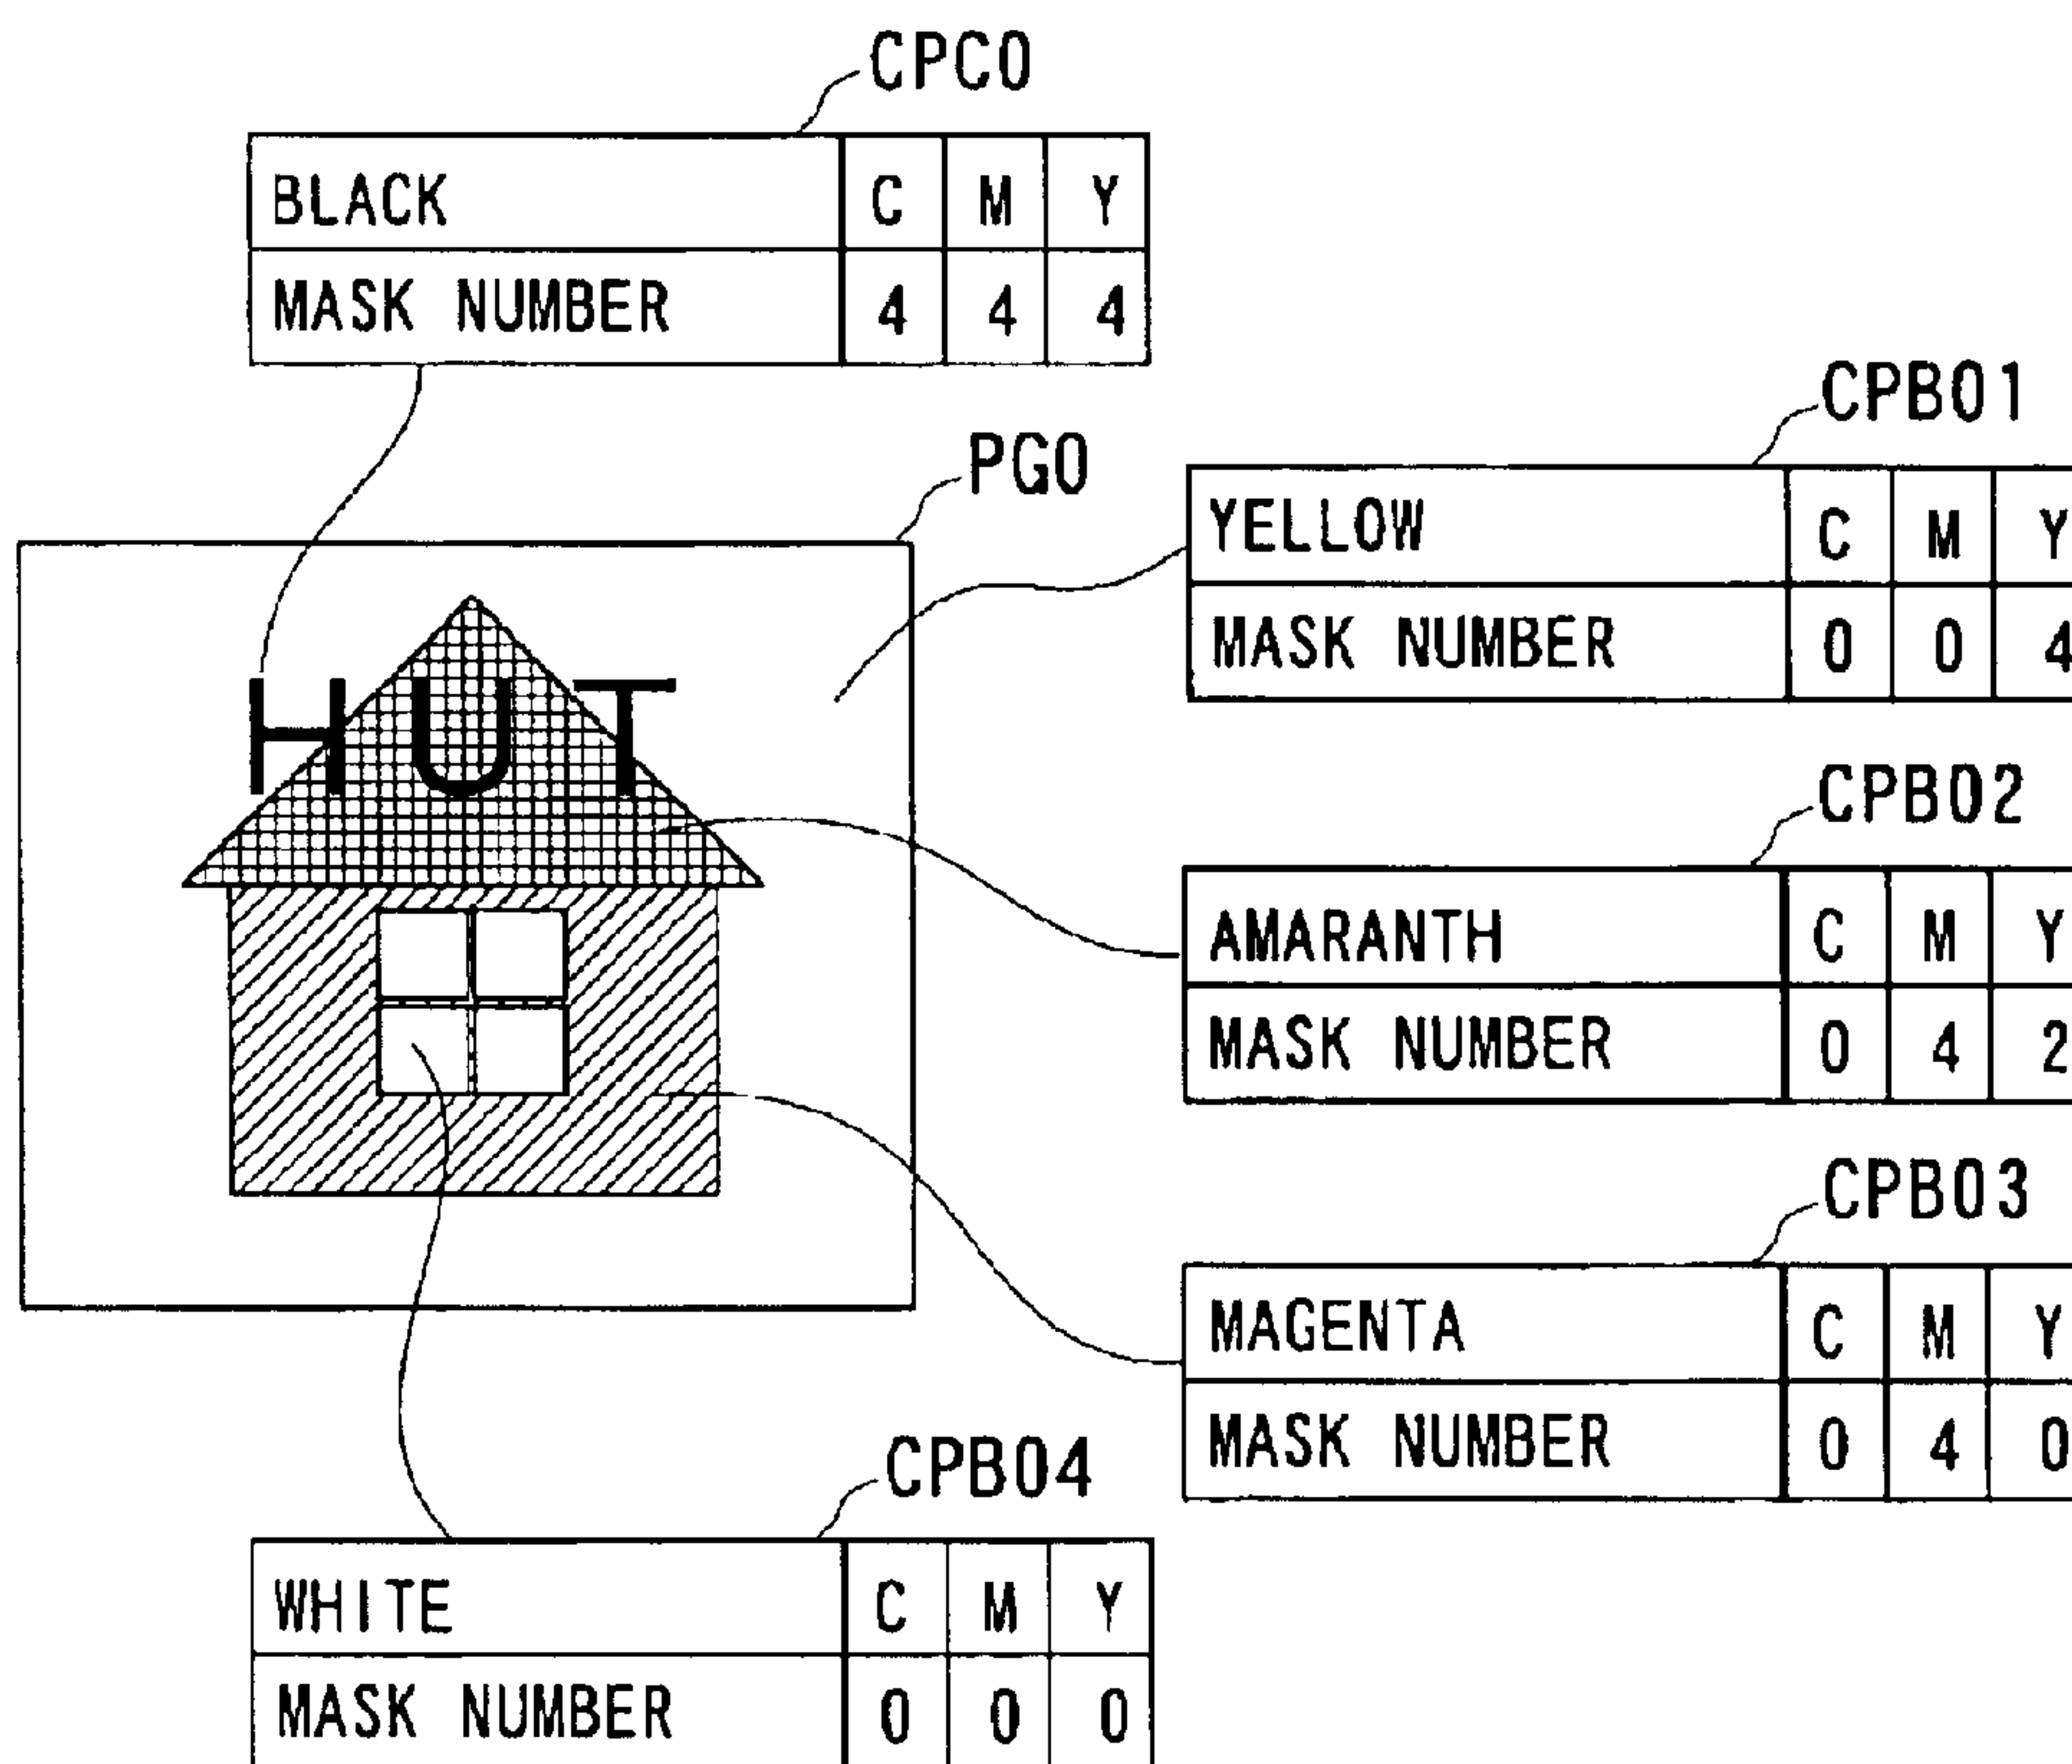 CPC0
BLACK C M Y
MASK NUMBER 4 4 4
PG0
CPB01
YELLOW C M Y
MASK NUMBER 0 0 4
HUT
CPB02
AMARANTH C M Y
MASK NUMBER 0 4 2
CPB03
MAGENTA C M Y
MASK NUMBER 0 4 0
CPB04
WHITE C M Y
MASK NUMBER 0 0 0